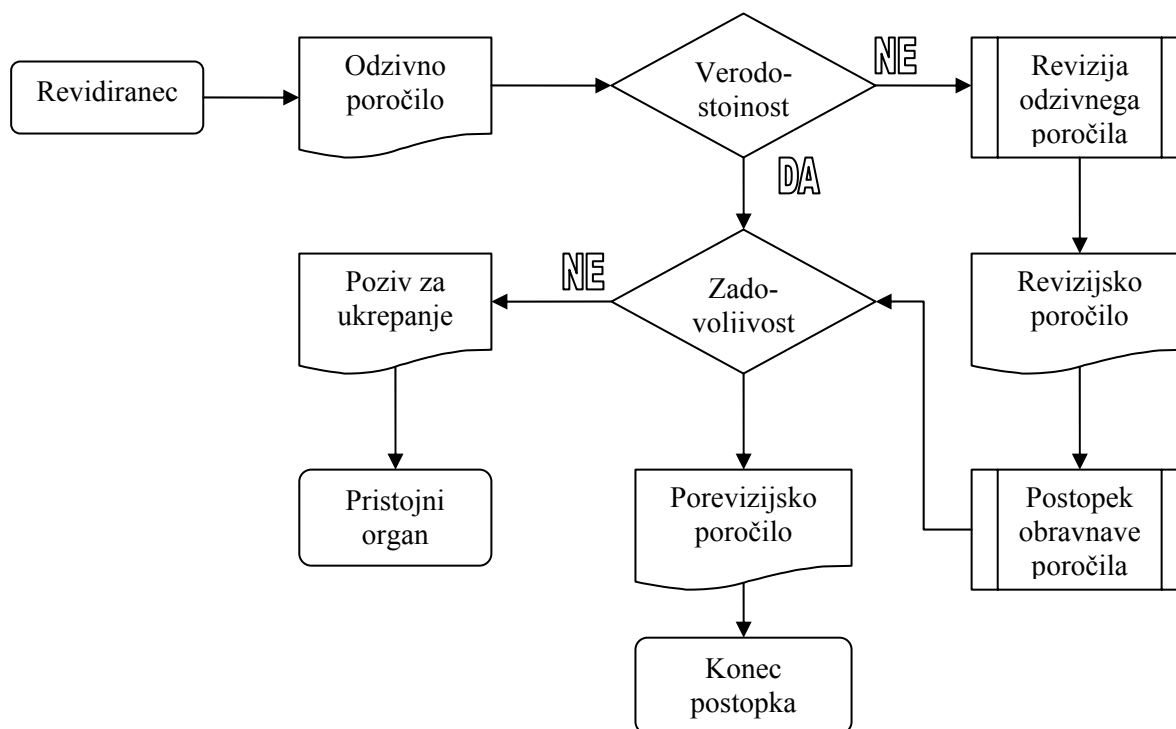 Revidiranec
Odzivno
poročilo
Verodo-
stojnost
NE
Revizija
odzivnega
poročila
DA
Poziv za
ukrepanje
NE
Zado-
voljivost
Revizijsko
poročilo
Pristojni
organ
Porevizijsko
poročilo
Postopek
obravnave
poročila
Konec
postopka